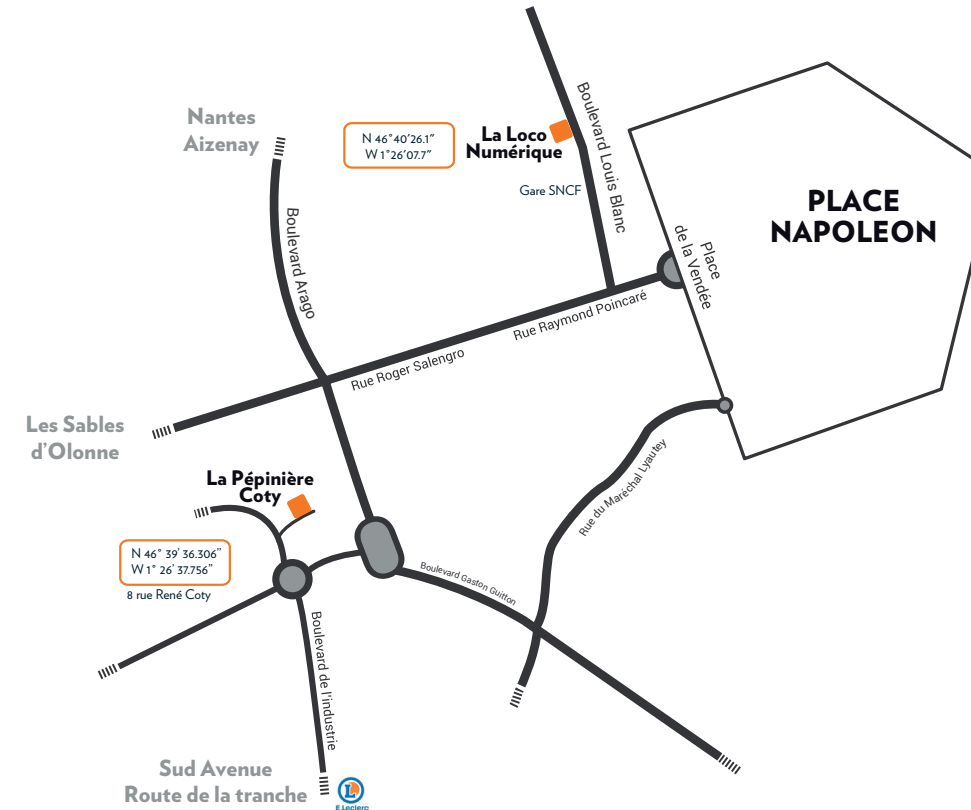 Nantes
Aizenay
N 46°40'26.1"
W 1°26'07.7"
La Loco
Numérique
Gare SNCF
Boulevard Louis Blanc
PLACE
NAPOLEON
Place
de la Vendée
Boulevard Arago
Rue Raymond Poincaré
Rue Roger Salengro
Les Sables
d'Olonne
La Pépinière
Coty
Rue du Maréchal Lyautey
N 46° 39' 36.306"
W 1° 26' 37.756"
8 rue René Coty
Boulevard Gaston Guitton
Boulevard de l'industrie
Sud Avenue
Route de la tranche
L
E.Leclerc